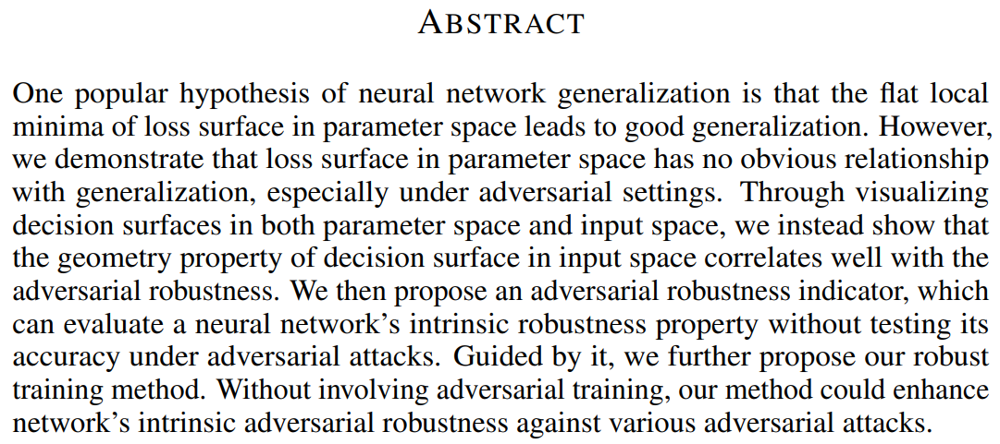 ABSTRACT
One popular hypothesis of neural network generalization is that the flat local
minima of loss surface in parameter space leads to good generalization. However,
we demonstrate that loss surface in parameter space has no obvious relationship
with generalization, especially under adversarial settings. Through visualizing
decision surfaces in both parameter space and input space, we instead show that
the geometry property of decision surface in input space correlates well with the
adversarial robustness. We then propose an adversarial robustness indicator, which
can evaluate a neural network's intrinsic robustness property without testing its
accuracy under adversarial attacks. Guided by it, we further propose our robust
training method. Without involving adversarial training, our method could enhance
network's intrinsic adversarial robustness against various adversarial attacks.